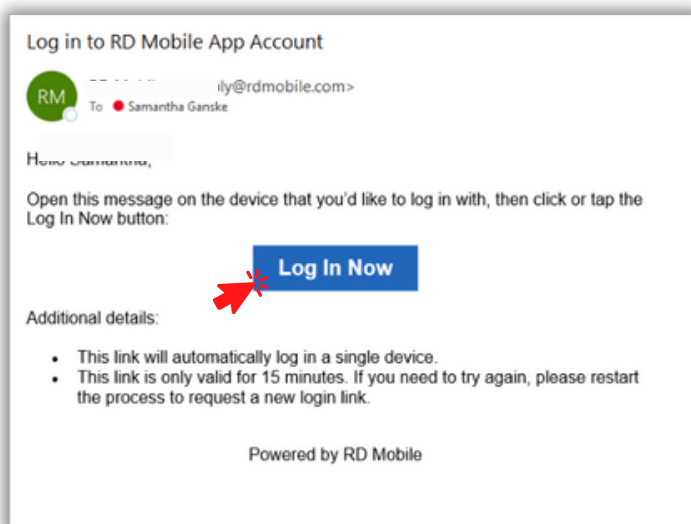 Log in to RD Mobile App Account
RM
ly@rdmobile.com>
To Samantha Ganske
Open this message on the device that you'd like to log in with, then click or tap the
Log In Now button:
Log In Now
Additional details:
• This link will automatically log in a single device.
• This link is only valid for 15 minutes. If you need to try again, please restart
the process to request a new login link.
Powered by RD Mobile